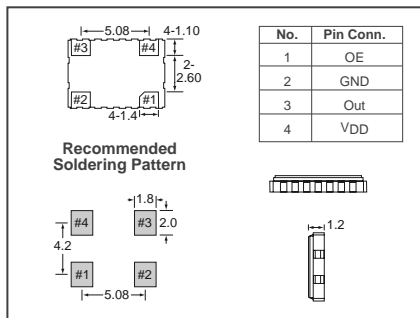 5.08
4-1.10
#3
#4
2-
2.60
#2
#1
4-1.4
No.
Pin Conn.
1
OE
2
GND
3
Out
4
VDD
Recommended
Soldering Pattern
1.8
#4
#3
2.0
4.2
#1
#2
5.08
1.2